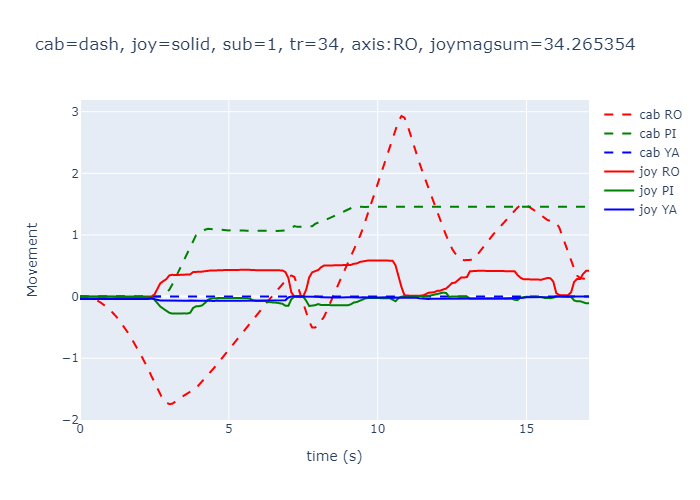 cab=dash, joy=solid, sub=1, tr=34, axis:RO, joymagsum=34.265354
3
2
1
0
−1
−2
Movement
0
5
10
15
time (s)
cab RO
cab PI
cab YA
joy RO
joy PI
joy YA